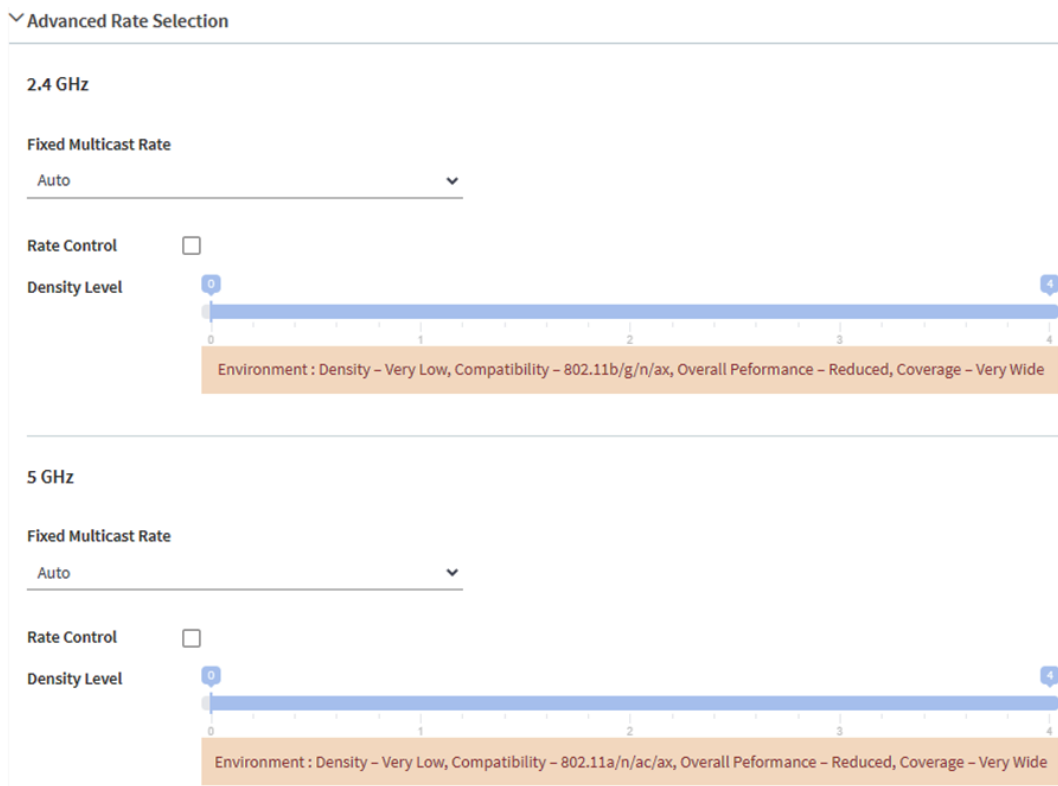 Advanced Rate Selection
2.4 GHz
Fixed Multicast Rate
Auto
Rate Control
Density Level
0 4
0 1 2 3 4
Environment : Density – Very Low, Compatibility – 802.11b/g/n/ax, Overall Peformance – Reduced, Coverage – Very Wide
5 GHz
Fixed Multicast Rate
Auto
Rate Control
Density Level
0 4
0 1 2 3 4
Environment : Density – Very Low, Compatibility – 802.11a/n/ac/ax, Overall Peformance – Reduced, Coverage – Very Wide